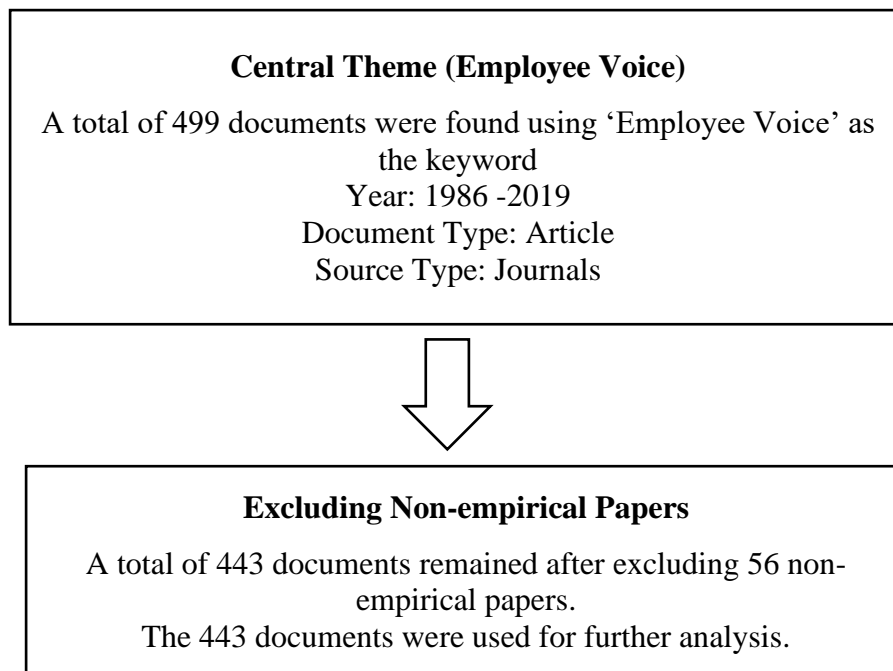 Central Theme (Employee Voice)
A total of 499 documents were found using ‘Employee Voice’ as
the keyword
Year: 1986 -2019
Document Type: Article
Source Type: Journals
Excluding Non-empirical Papers
A total of 443 documents remained after excluding 56 non-
empirical papers.
The 443 documents were used for further analysis.